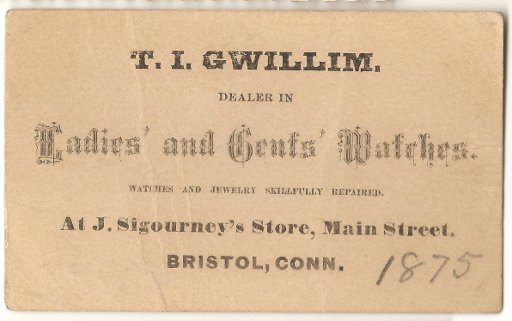 T. I. GWILLIM.
DEALER IN
Ladies' and Gents' Watches.
WATCHES AND JEWELRY SKILLFULLY REPAIRED.
At J. Sigourney's Store, Main Street.
BRISTOL, CONN.
1875